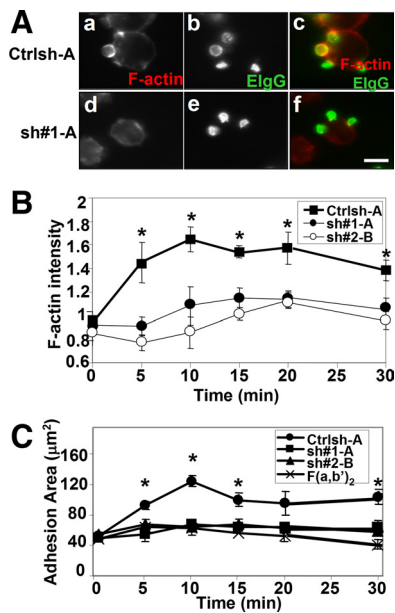 A
a
b
c
Ctrlsh-A
F-actin
EIgG
F-actin
EIgG
d
e
f
sh#1-A
B
2
1.8
1.6
1.4
1.2
1
0.8
0.6
F-actin intensity
* * * * *
Ctrlsh-A
sh#1-A
sh#2-B
0 5 10 15 20 25 30
Time (min)
C
160
120
80
40
0
Adhesion Area (μm²)
* * * *
Ctrlsh-A
sh#1-A
sh#2-B
F(a,b')₂
0 5 10 15 20 25 30
Time (min)